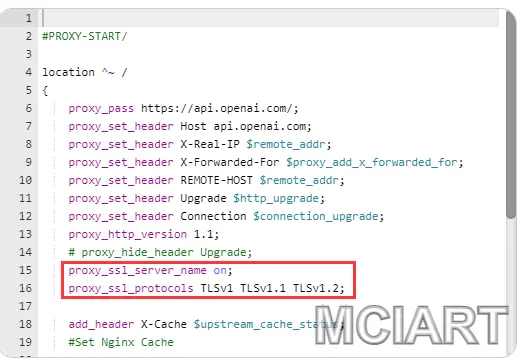 1
2 #PROXY-START/
3
4 location ^~ /
5 {
6 proxy_pass https://api.openai.com/;
7 proxy_set_header Host api.openai.com;
8 proxy_set_header X-Real-IP $remote_addr;
9 proxy_set_header X-Forwarded-For $proxy_add_x_forwarded_for;
10 proxy_set_header REMOTE-HOST $remote_addr;
11 proxy_set_header Upgrade $http_upgrade;
12 proxy_set_header Connection $connection_upgrade;
13 proxy_http_version 1.1;
14 # proxy_hide_header Upgrade;
15 proxy_ssl_server_name on;
16 proxy_ssl_protocols TLSv1 TLSv1.1 TLSv1.2;
17
18 add_header X-Cache $upstream_cache_status;
19 #Set Nginx Cache
MCIART